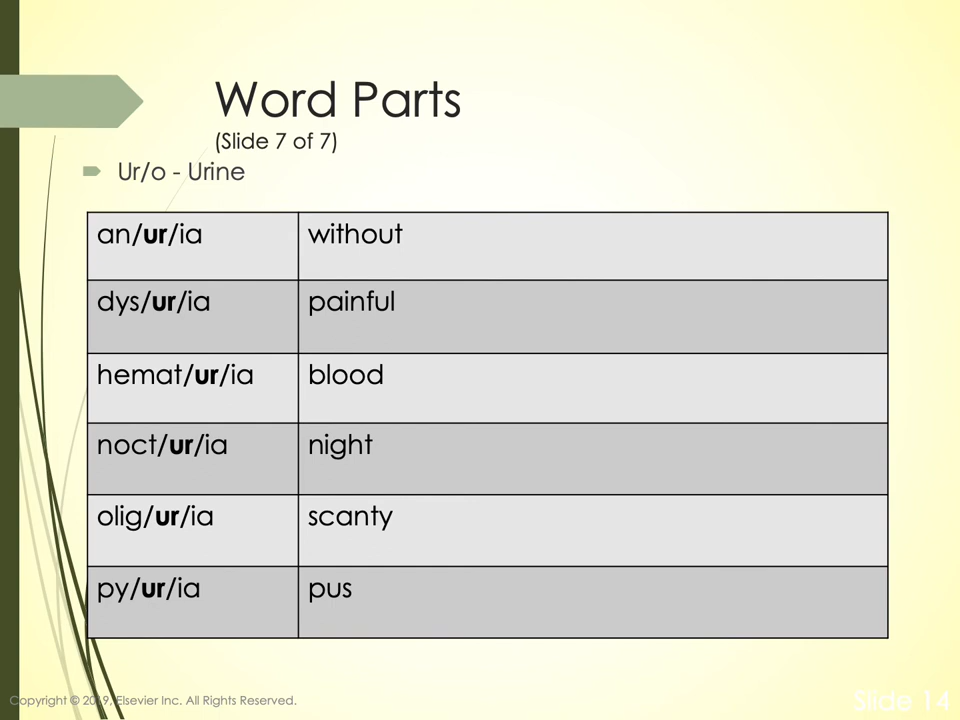 Word Parts
(Slide 7 of 7)
Ur/o - Urine
an/ur/ia without
dys/ur/ia painful
hemat/ur/ia blood
noct/ur/ia night
olig/ur/ia scanty
py/ur/ia pus
Copyright © 2019, Elsevier Inc. All Rights Reserved.
Slide 14